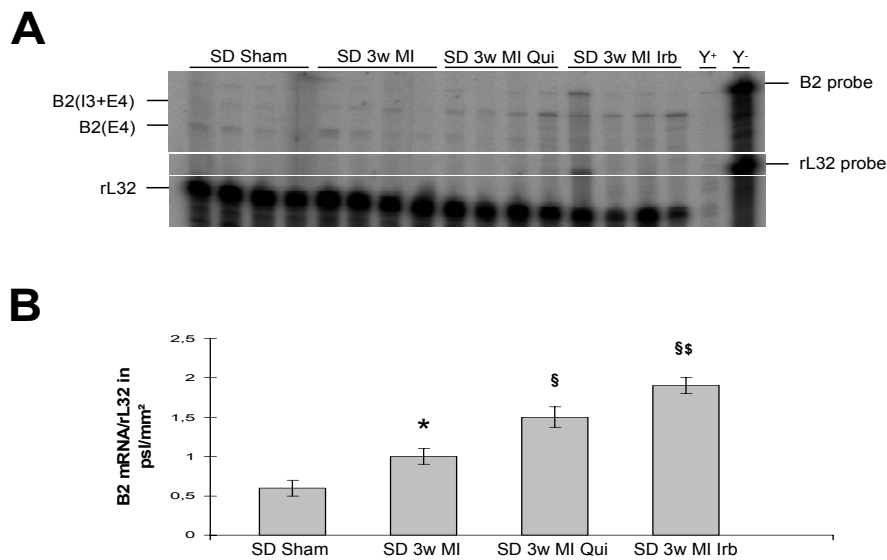 A
SD Sham SD 3w MI SD 3w MI Qui SD 3w MI Irb Y+ Y-
B2 probe
B2(I3+E4)
B2(E4)
rL32 probe
rL32
B
B2 mRNA/rL32 in
psl/mm²
2,5
2
1,5
1
0,5
0
*
§
§$
SD Sham SD 3w MI SD 3w MI Qui SD 3w MI Irb